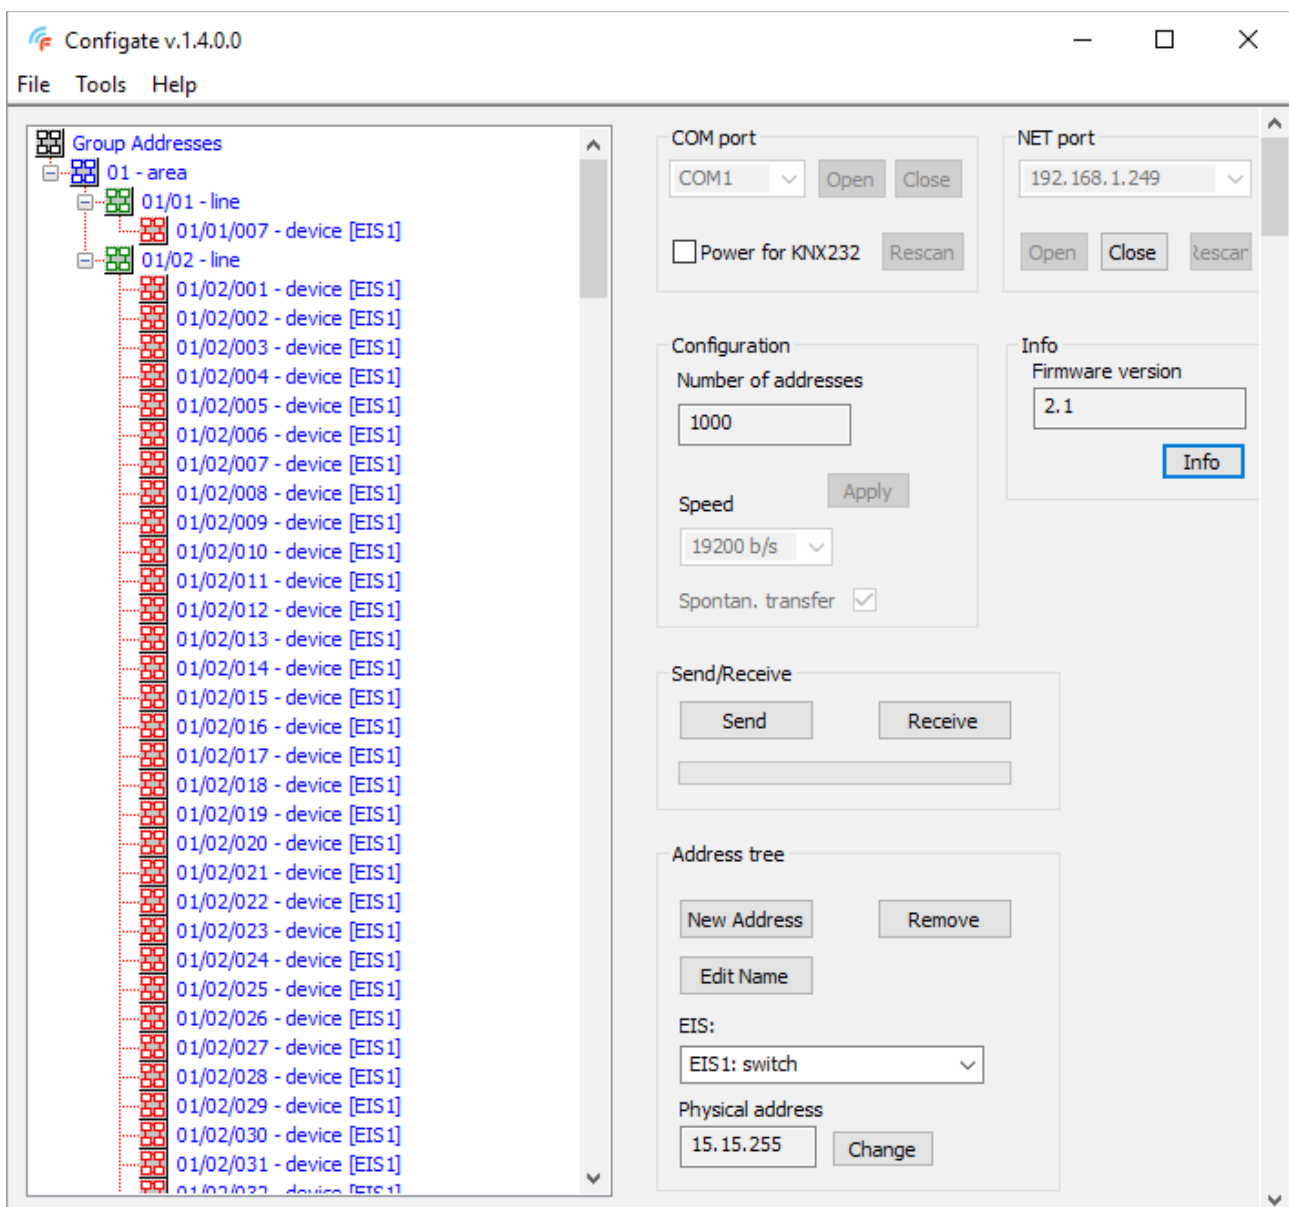 Configate v.1.4.0.0
File Tools Help
Group Addresses
01 - area
01/01 - line
01/01/007 - device [EIS1]
01/02 - line
01/02/001 - device [EIS1]
01/02/002 - device [EIS1]
01/02/003 - device [EIS1]
01/02/004 - device [EIS1]
01/02/005 - device [EIS1]
01/02/006 - device [EIS1]
01/02/007 - device [EIS1]
01/02/008 - device [EIS1]
01/02/009 - device [EIS1]
01/02/010 - device [EIS1]
01/02/011 - device [EIS1]
01/02/012 - device [EIS1]
01/02/013 - device [EIS1]
01/02/014 - device [EIS1]
01/02/015 - device [EIS1]
01/02/016 - device [EIS1]
01/02/017 - device [EIS1]
01/02/018 - device [EIS1]
01/02/019 - device [EIS1]
01/02/020 - device [EIS1]
01/02/021 - device [EIS1]
01/02/022 - device [EIS1]
01/02/023 - device [EIS1]
01/02/024 - device [EIS1]
01/02/025 - device [EIS1]
01/02/026 - device [EIS1]
01/02/027 - device [EIS1]
01/02/028 - device [EIS1]
01/02/029 - device [EIS1]
01/02/030 - device [EIS1]
01/02/031 - device [EIS1]
01/02/032 - device [EIS1]
COM port
COM1 Open Close
Power for KNX232 Rescan
NET port
192.168.1.249
Open Close Rescan
Configuration
Number of addresses
1000
Apply
Speed
19200 b/s
Spontan. transfer
Info
Firmware version
2.1
Info
Send/Receive
Send Receive
Address tree
New Address Remove
Edit Name
EIS:
EIS1: switch
Physical address
15.15.255 Change